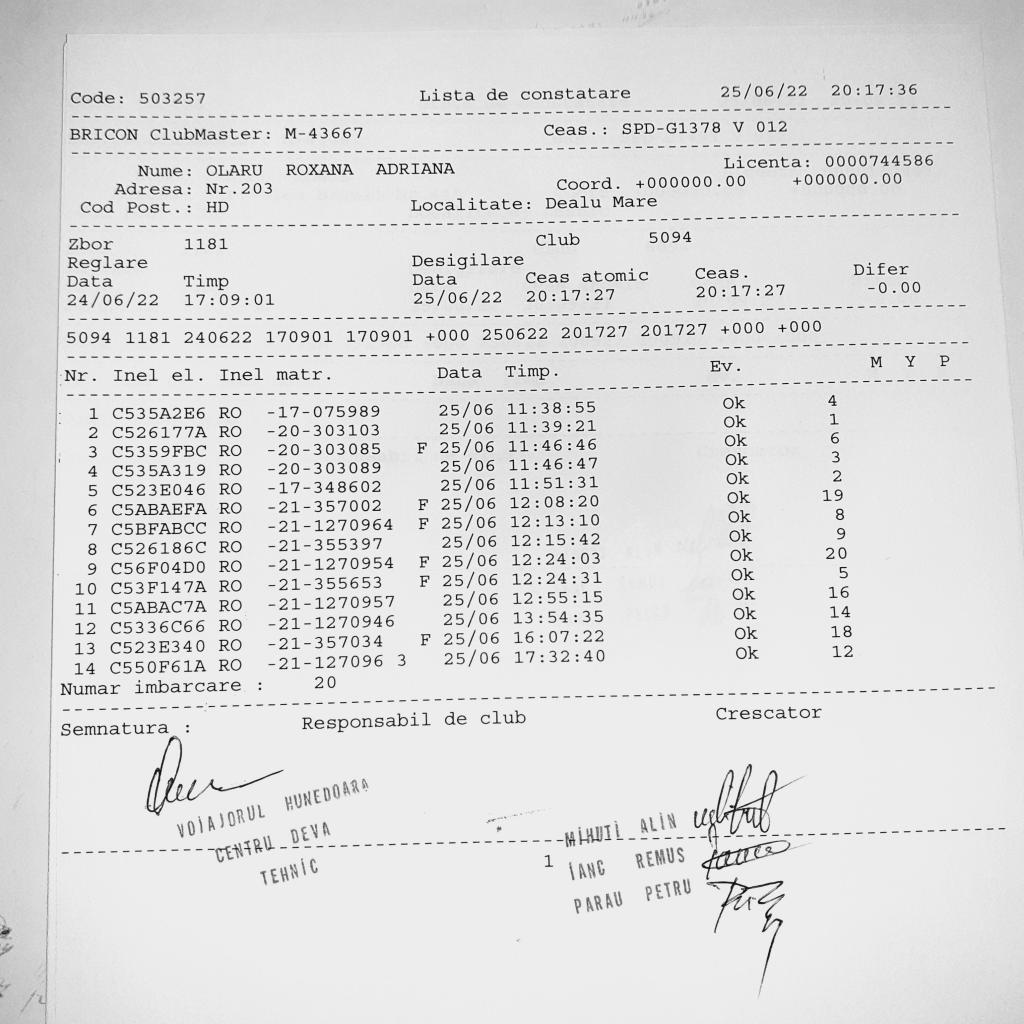 Code: 503257 Lista de constatare 25/06/22 20:17:36
BRICON ClubMaster: M-43667 Ceas.: SPD-G1378 V 012
Nume: OLARU ROXANA ADRIANA Licenta: 0000744586
Adresa: Nr.203 Coord. +000000.00 +000000.00
Cod Post.: HD Localitate: Dealu Mare
Zbor 1181 Club 5094
Reglare Desigilare
Data Timp Data Ceas atomic Ceas. Difer
24/06/22 17:09:01 25/06/22 20:17:27 20:17:27 -0.00
5094 1181 240622 170901 170901 +000 250622 201727 201727 +000 +000
Nr. Inel el. Inel matr. Data Timp. Ev. M Y P
1 C535A2E6 RO -17-075989 25/06 11:38:55 Ok 4
2 C526177A RO -20-303103 25/06 11:39:21 Ok 1
3 C5359FBC RO -20-303085 F 25/06 11:46:46 Ok 6
4 C535A319 RO -20-303089 25/06 11:46:47 Ok 3
5 C523E046 RO -17-348602 25/06 11:51:31 Ok 2
6 C5ABAEFA RO -21-357002 F 25/06 12:08:20 Ok 19
7 C5BFABCC RO -21-1270964 F 25/06 12:13:10 Ok 8
8 C526186C RO -21-355397 25/06 12:15:42 Ok 9
9 C56F04D0 RO -21-1270954 F 25/06 12:24:03 Ok 20
10 C53F147A RO -21-355653 F 25/06 12:24:31 Ok 5
11 C5ABAC7A RO -21-1270957 25/06 12:55:15 Ok 16
12 C5336C66 RO -21-1270946 25/06 13:54:35 Ok 14
13 C523E340 RO -21-357034 F 25/06 16:07:22 Ok 18
14 C550F61A RO -21-127096 3 25/06 17:32:40 Ok 12
Numar imbarcare : 20
Semnatura : Responsabil de club Crescator
VOIAJORUL HUNEDOARA
CENTRU DEVA
TEHNIC
1
MIHUTI ALIN
IANC REMUS
PARAU PETRU